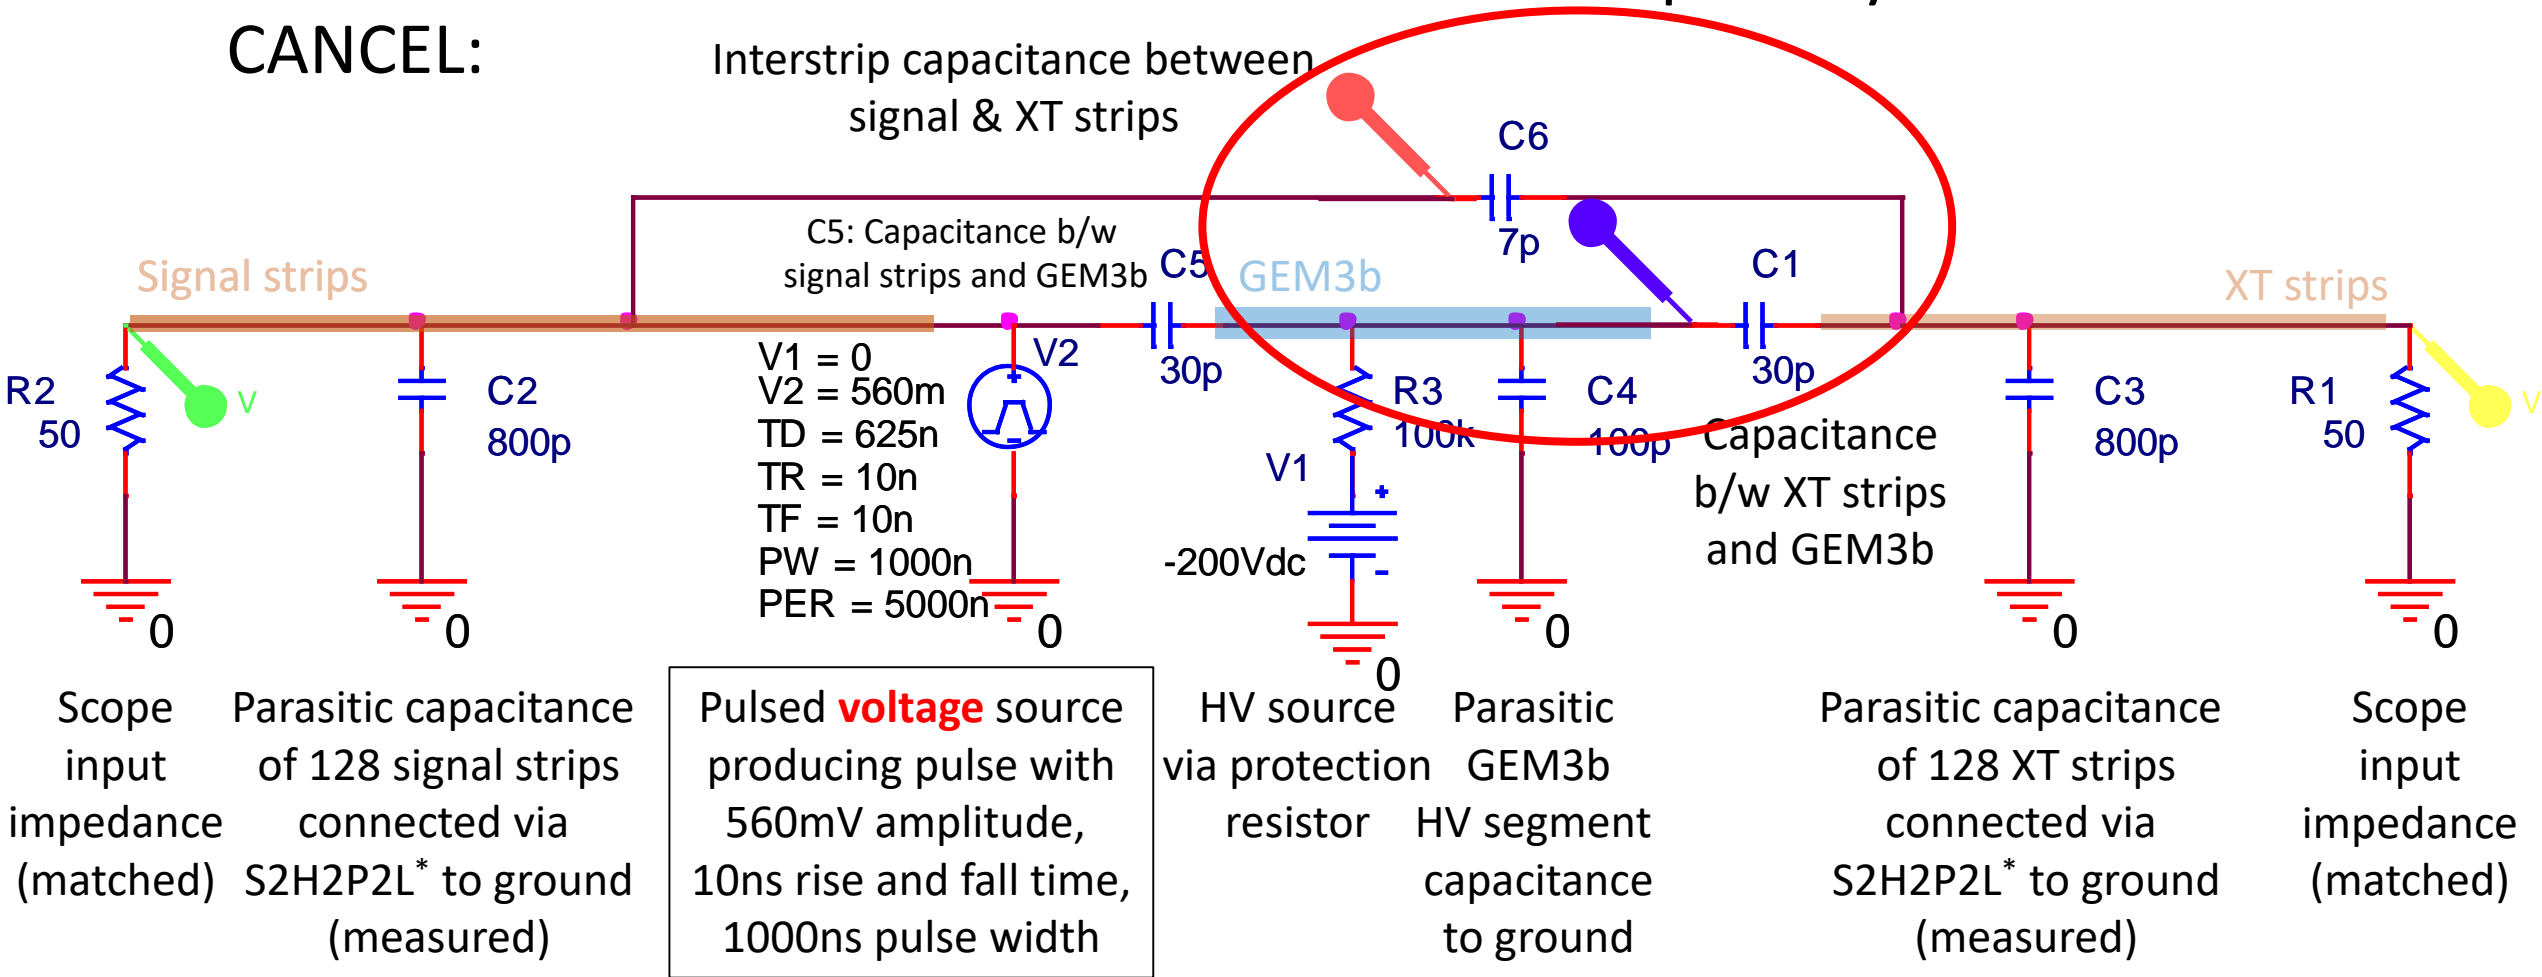 CANCEL:
Interstrip capacitance between
signal & XT strips
C6
7p
C5: Capacitance b/w
signal strips and GEM3b
C5
30p
Signal strips
GEM3b
C1
30p
XT strips
R2
50
V
C2
800p
V1 = 0
V2 = 560m
TD = 625n
TR = 10n
TF = 10n
PW = 1000n
PER = 5000n
V2
+
-
R3
100k
V1
+
-
-200Vdc
C4
100p
Capacitance
b/w XT strips
and GEM3b
C3
800p
R1
50
V
0
0
0
0
0
0
0
Scope
input
impedance
(matched)
Parasitic capacitance
of 128 signal strips
connected via
S2H2P2L* to ground
(measured)
Pulsed voltage source
producing pulse with
560mV amplitude,
10ns rise and fall time,
1000ns pulse width
HV source
via protection
resistor
Parasitic
GEM3b
HV segment
capacitance
to ground
Parasitic capacitance
of 128 XT strips
connected via
S2H2P2L* to ground
(measured)
Scope
input
impedance
(matched)